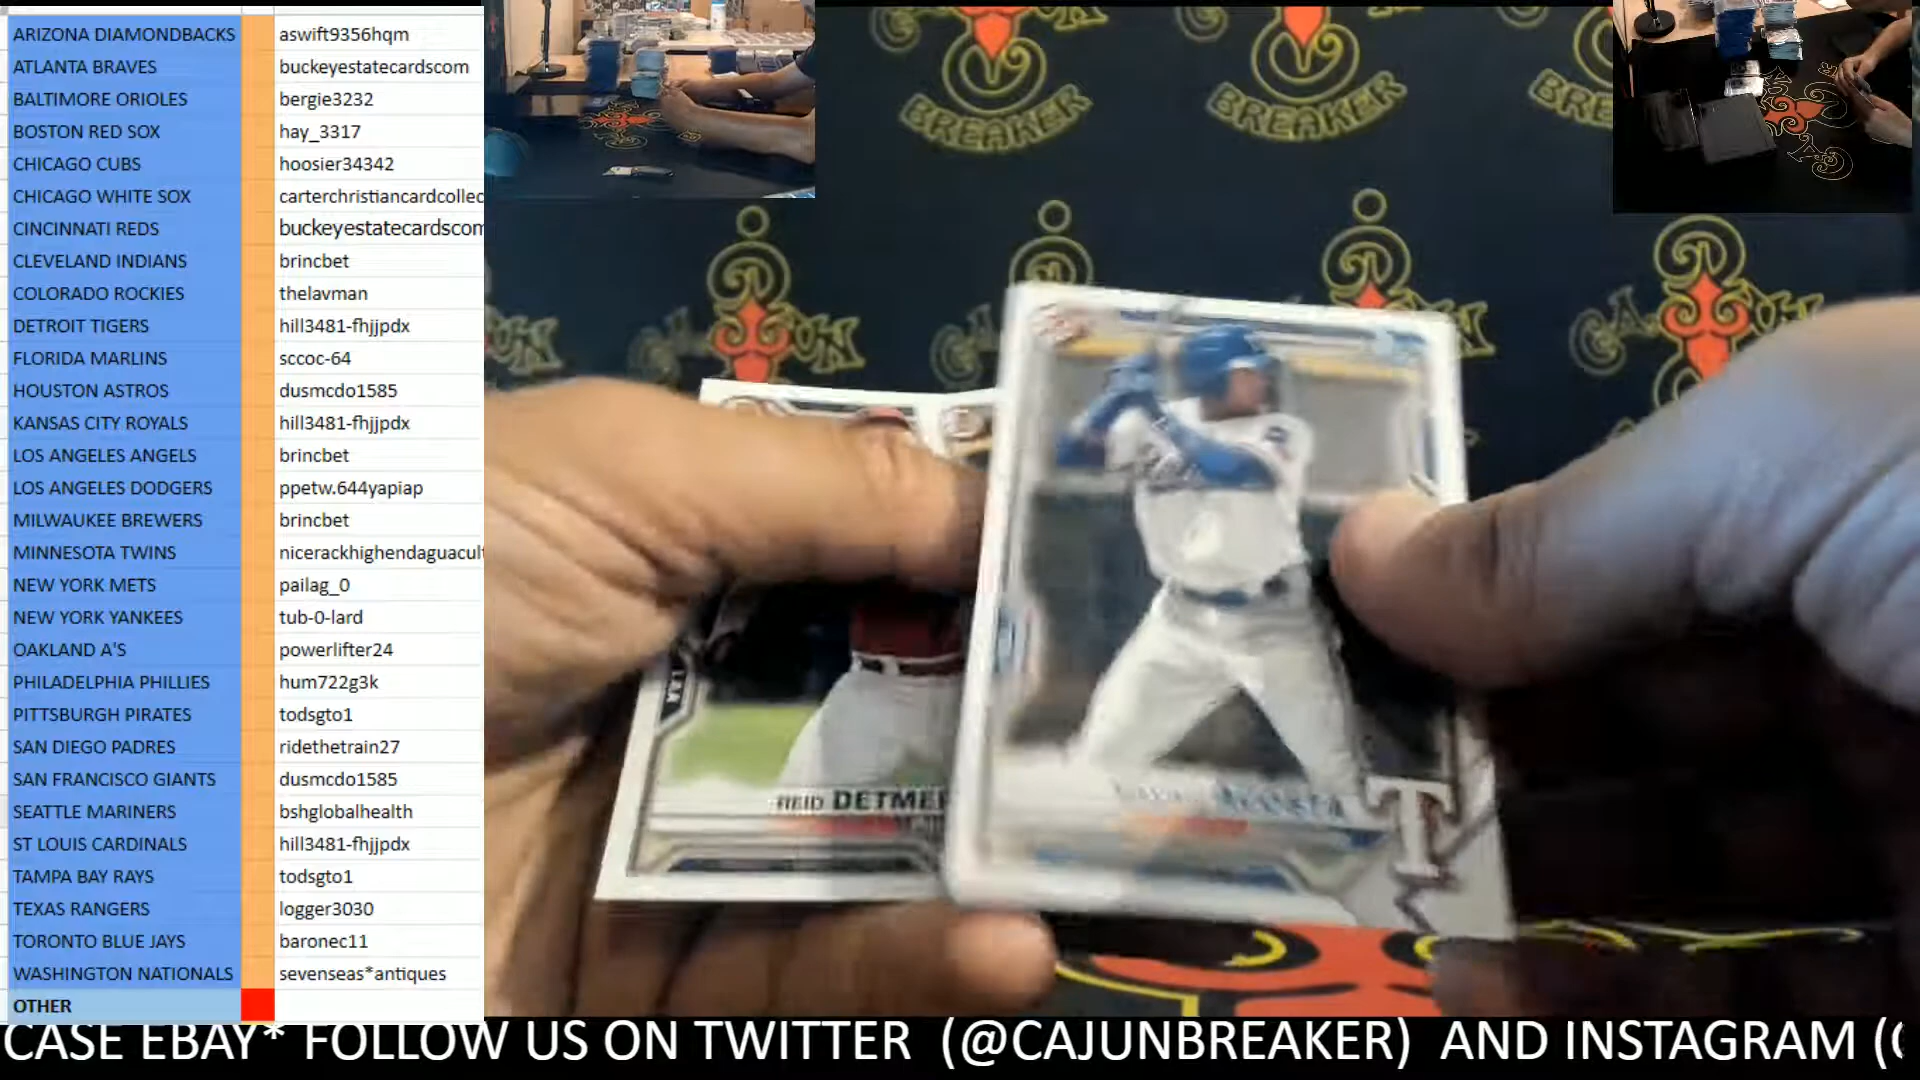 ARIZONA DIAMONDBACKS aswift9356hqm
ATLANTA BRAVES buckeyestatecardscom
BALTIMORE ORIOLES bergie3232
BOSTON RED SOX hay_3317
CHICAGO CUBS hoosier34342
CHICAGO WHITE SOX carterchristiancardcollec
CINCINNATI REDS buckeyestatecardscom
CLEVELAND INDIANS brincbet
COLORADO ROCKIES thelavman
DETROIT TIGERS hill3481-fhjjpdx
FLORIDA MARLINS sccoc-64
HOUSTON ASTROS dusmcdo1585
KANSAS CITY ROYALS hill3481-fhjjpdx
LOS ANGELES ANGELS brincbet
LOS ANGELES DODGERS ppetw.644yapiap
MILWAUKEE BREWERS brincbet
MINNESOTA TWINS nicerackhighendaguacult
NEW YORK METS pailag_0
NEW YORK YANKEES tub-0-lard
OAKLAND A'S powerlifter24
PHILADELPHIA PHILLIES hum722g3k
PITTSBURGH PIRATES todsgto1
SAN DIEGO PADRES ridethetrain27
SAN FRANCISCO GIANTS dusmcdo1585
SEATTLE MARINERS bshglobalhealth
ST LOUIS CARDINALS hill3481-fhjjpdx
TAMPA BAY RAYS todsgto1
TEXAS RANGERS logger3030
TORONTO BLUE JAYS baronec11
WASHINGTON NATIONALS sevenseas*antiques
OTHER
BREAKER
BREAKER
REID DETME
T
CASE EBAY* FOLLOW US ON TWITTER (@CAJUNBREAKER) AND INSTAGRAM (